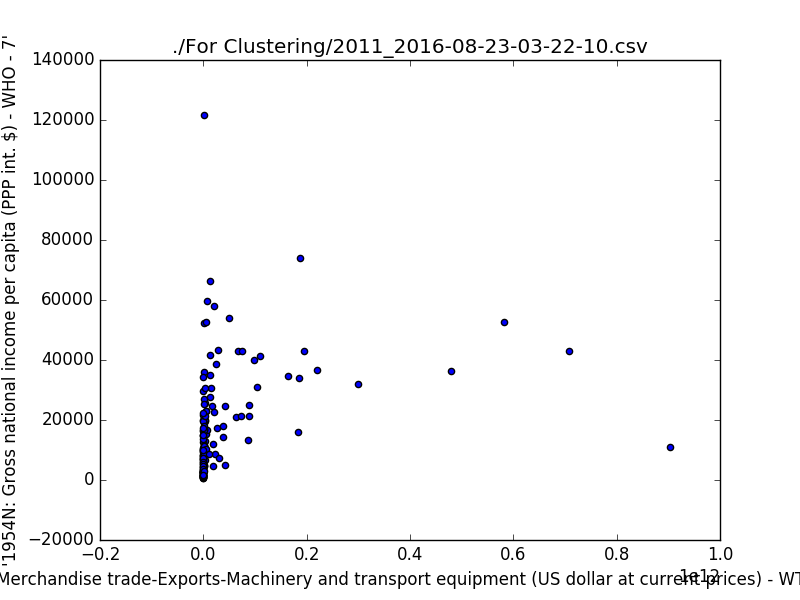 ./For Clustering/2011_2016-08-23-03-22-10.csv
'1954N: Gross national income per capita (PPP int. $) - WHO - 7'
140000
120000
100000
80000
60000
40000
20000
0
−20000
−0.2 0.0 0.2 0.4 0.6 0.8 1.0
1e12
Merchandise trade-Exports-Machinery and transport equipment (US dollar at current prices) - WT